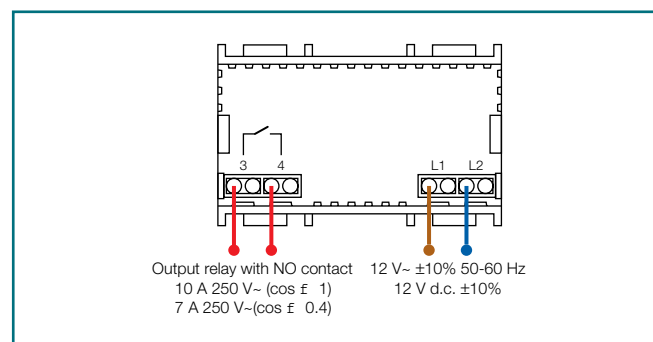 3 4 L1 L2
Output relay with NO contact
10 A 250 V~ (cos £ 1)
7 A 250 V~(cos £ 0.4)
12 V~ ±10% 50-60 Hz
12 V d.c. ±10%